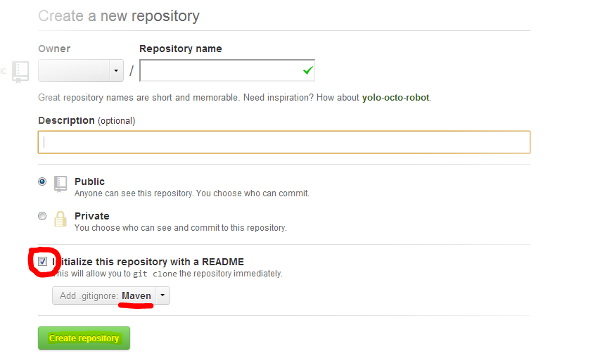 Create a new repository
Owner
Repository name
/
Great repository names are short and memorable. Need inspiration? How about yolo-octo-robot.
Description (optional)
Public
Anyone can see this repository. You choose who can commit.
Private
You choose who can see and commit to this repository.
Initialize this repository with a README
This will allow you to git clone the repository immediately.
Add .gitignore: Maven
Create repository